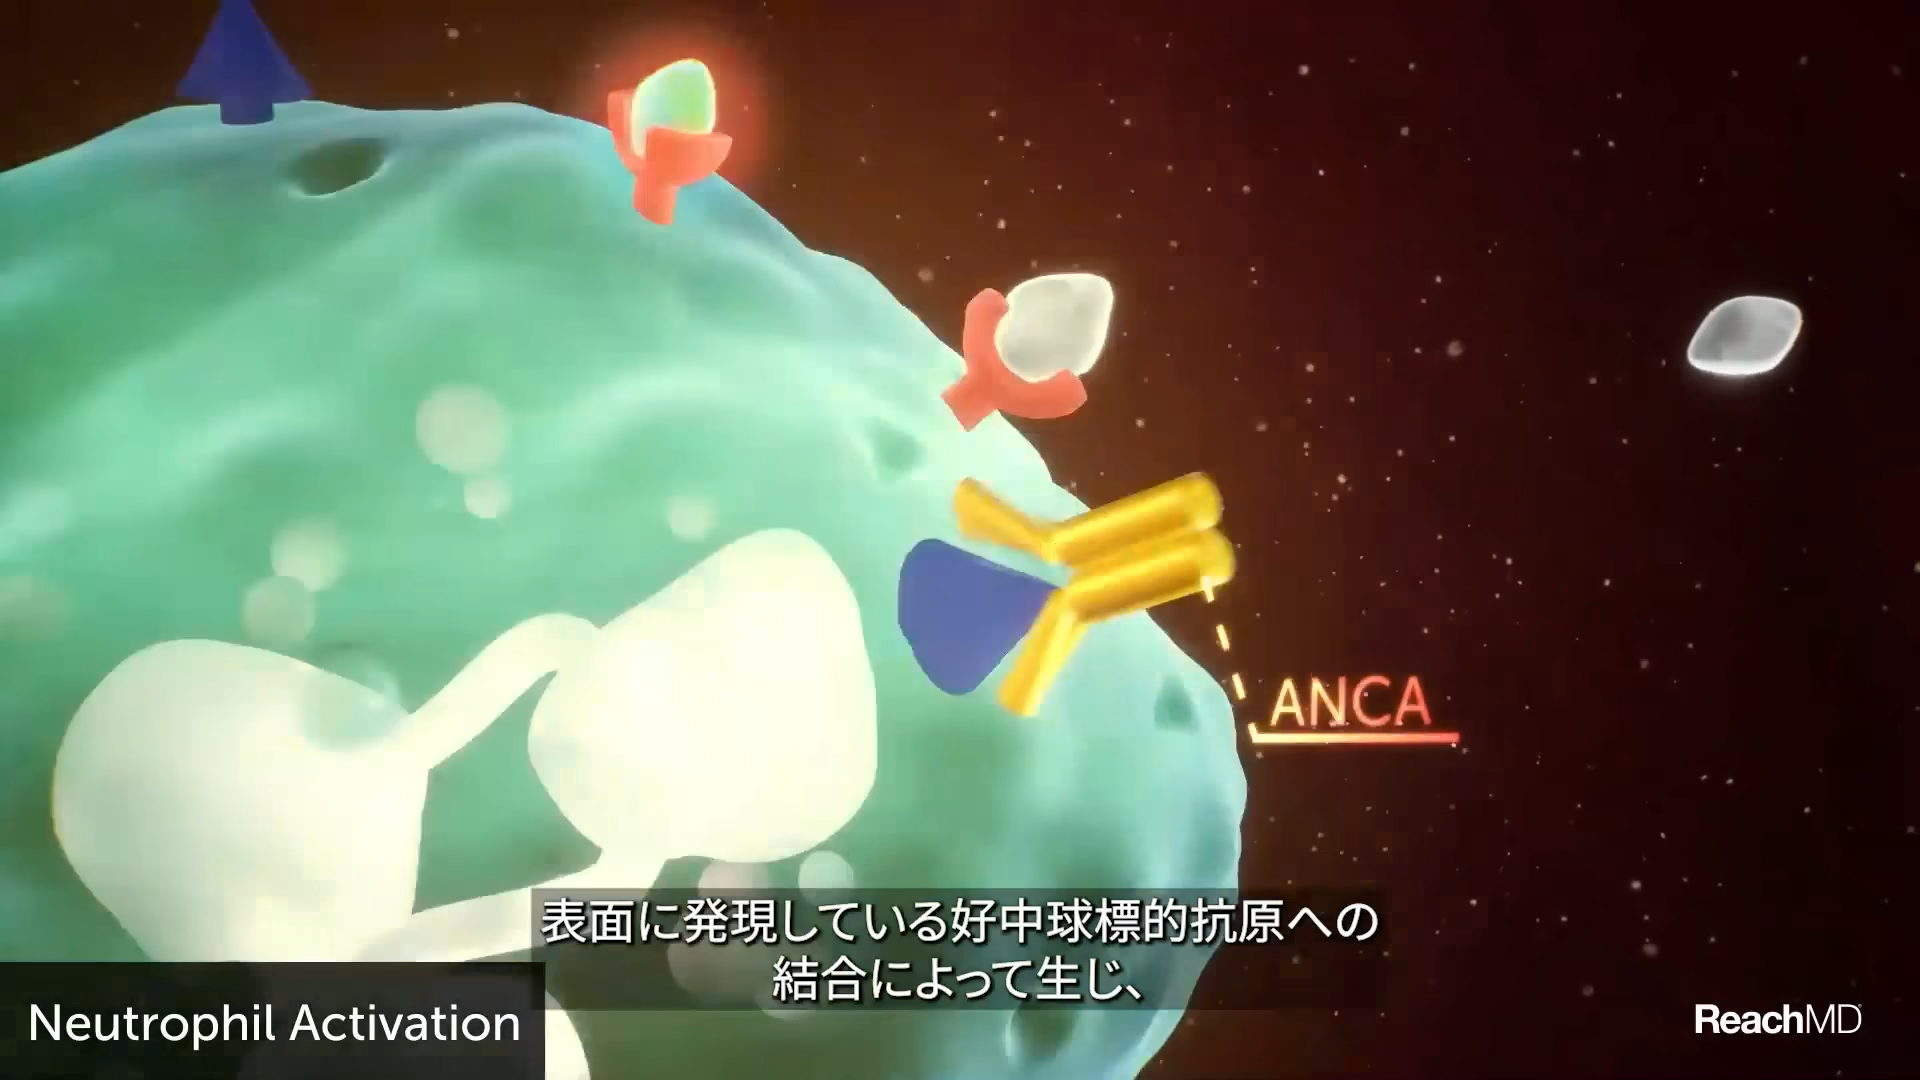 ANCA
表面に発現している好中球標的抗原への
結合によって生じ、
Neutrophil Activation
ReachMD